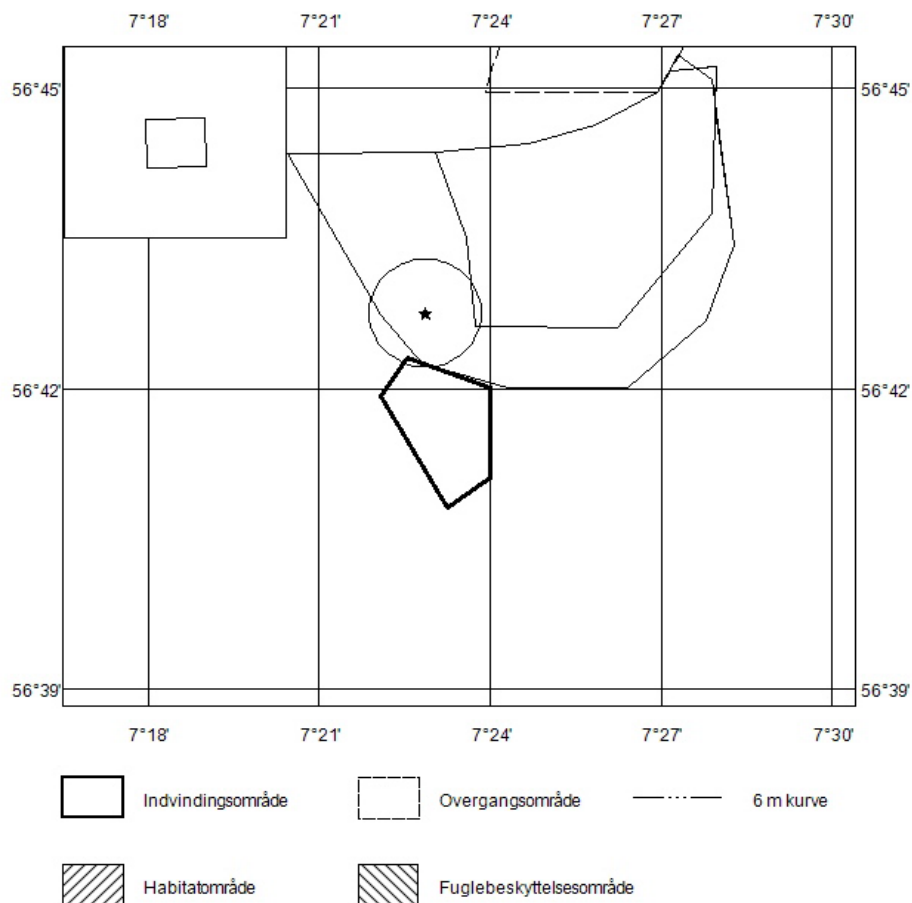 7°18' 7°21' 7°24' 7°27' 7°30'
56°45' 56°45'
56°42' 56°42'
56°39' 56°39'
7°18' 7°21' 7°24' 7°27' 7°30'
Indvindingsområde Overgangsområde 6 m kurve
Habitatområde Fuglebeskyttelsesområde